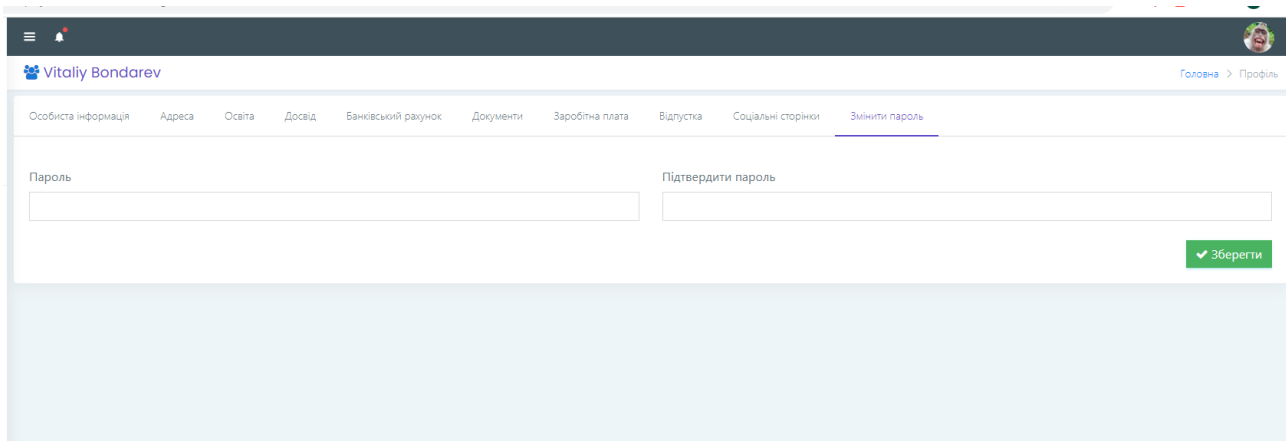 Vitaliy Bondarev
Головна > Профіль
Особиста інформація Адреса Освіта Досвід Банківський рахунок Документи Заробітна плата Відпустка Соціальні сторінки Змінити пароль
Пароль Підтвердити пароль
Зберегти